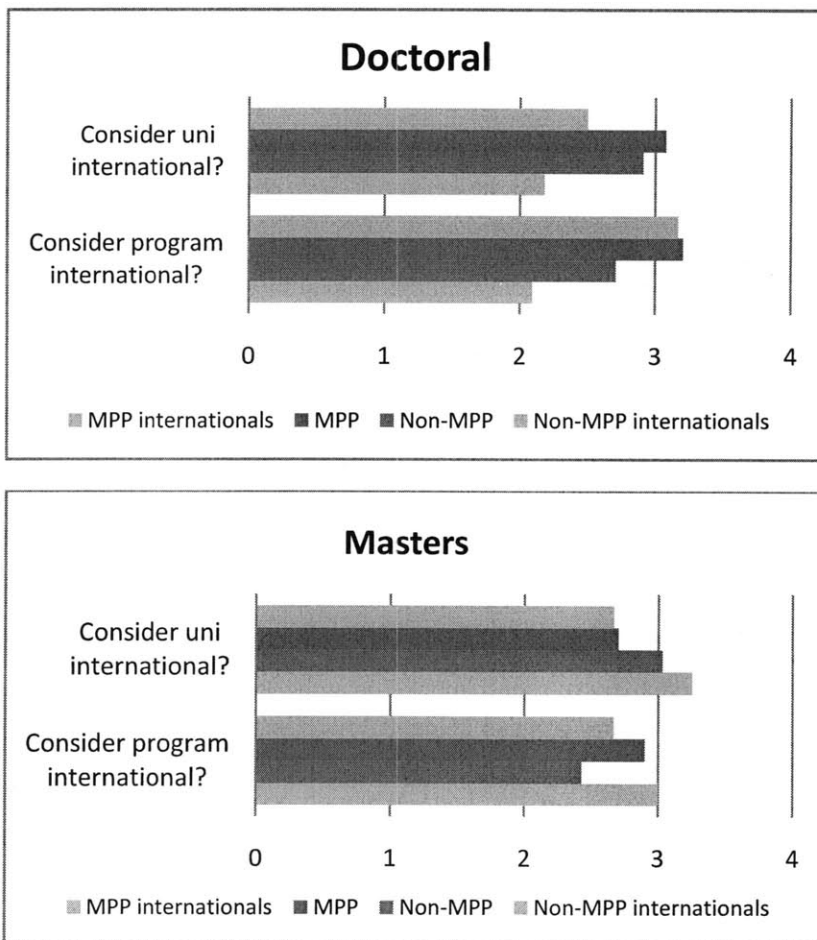 Doctoral
Consider uni
international?
Consider program
international?
0 1 2 3 4
MPP internationals MPP Non-MPP Non-MPP internationals
Masters
Consider uni
international?
Consider program
international?
0 1 2 3 4
MPP internationals MPP Non-MPP Non-MPP internationals